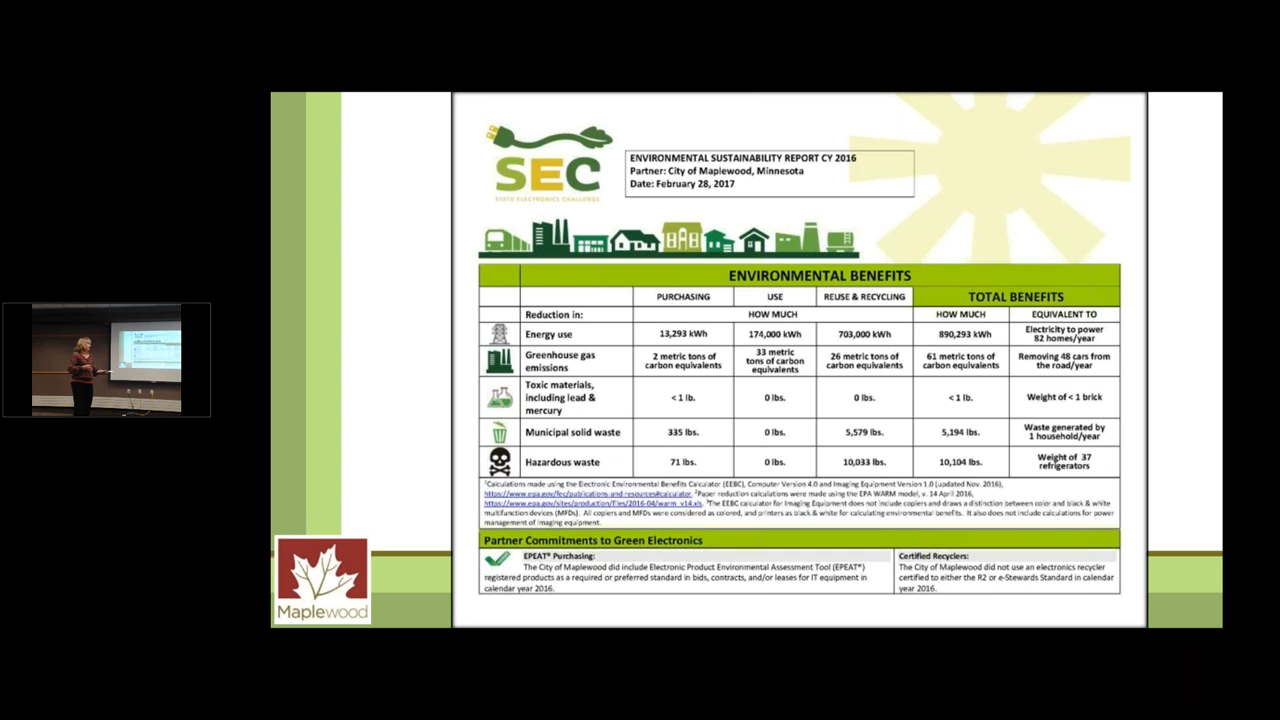 SEC
STATE ELECTRONICS CHALLENGE
ENVIRONMENTAL SUSTAINABILITY REPORT CY 2016
Partner: City of Maplewood, Minnesota
Date: February 28, 2017
ENVIRONMENTAL BENEFITS
PURCHASING USE REUSE & RECYCLING TOTAL BENEFITS
Reduction in: HOW MUCH HOW MUCH EQUIVALENT TO
Energy use 13,293 kWh 174,000 kWh 703,000 kWh 890,293 kWh Electricity to power
82 homes/year
Greenhouse gas
emissions
2 metric tons of
carbon equivalents
33 metric
tons of carbon
equivalents
26 metric tons of
carbon equivalents
61 metric tons of
carbon equivalents
Removing 48 cars from
the road/year
Toxic materials,
including lead &
mercury
< 1 lb. 0 lbs. 0 lbs. < 1 lb. Weight of < 1 brick
Municipal solid waste 335 lbs. 0 lbs. 5,579 lbs. 5,194 lbs. Waste generated by
1 household/year
Hazardous waste 71 lbs. 0 lbs. 10,033 lbs. 10,104 lbs. Weight of 37
refrigerators
¹Calculations made using the Electronic Environmental Benefits Calculator (EEBC), Computer Version 4.0 and Imaging Equipment Version 1.0 (updated Nov. 2016),
https://www.epa.gov/fec/publications-and-resources#calculator. ²Paper reduction calculations were made using the EPA WARM model, v. 14 April 2016,
https://www.epa.gov/sites/production/files/2016-04/warm_v14.xls. ³The EEBC calculator for Imaging Equipment does not include copiers and draws a distinction between color and black & white
multifunction devices (MFDs). All copiers and MFDs were considered as colored, and printers as black & white for calculating environmental benefits. It also does not include calculations for power
management of imaging equipment.
Partner Commitments to Green Electronics
EPEAT® Purchasing:
The City of Maplewood did include Electronic Product Environmental Assessment Tool (EPEAT®)
registered products as a required or preferred standard in bids, contracts, and/or leases for IT equipment in
calendar year 2016.
Certified Recyclers:
The City of Maplewood did not use an electronics recycler
certified to either the R2 or e-Stewards Standard in calendar
year 2016.
Maplewood